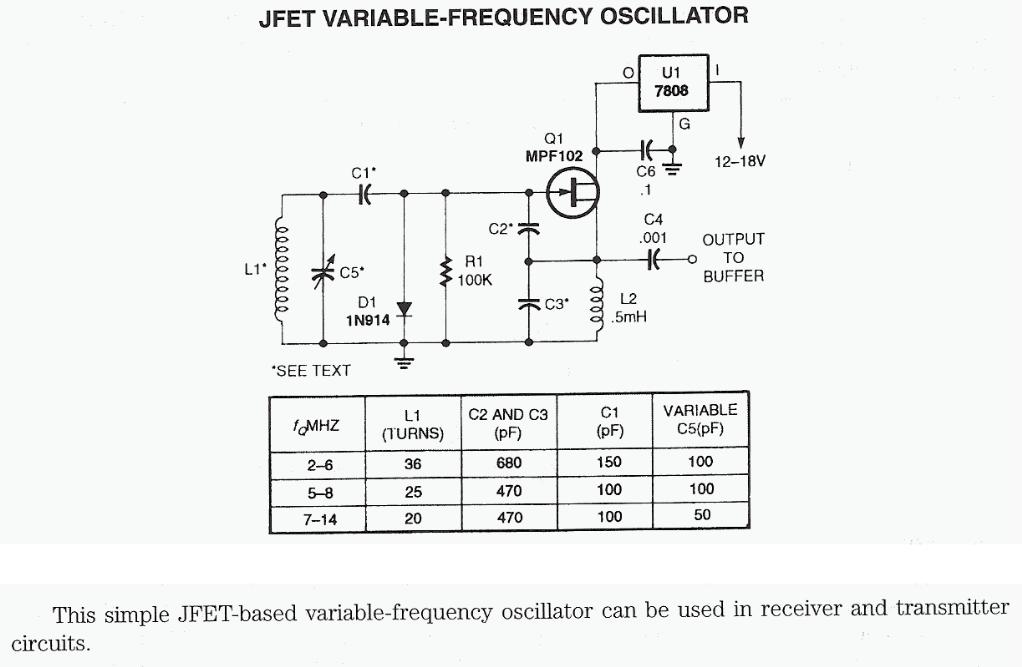 JFET VARIABLE-FREQUENCY OSCILLATOR
O
U1
7808
I
G
Q1
MPF102
C6
.1
12–18V
C1*
C2*
C4
.001
OUTPUT
TO
BUFFER
L1*
C5*
R1
100K
D1
1N914
C3*
L2
.5mH
*SEE TEXT
fOMHZ L1 (TURNS) C2 AND C3 (pF) C1 (pF) VARIABLE C5(pF)
2–6 36 680 150 100
5–8 25 470 100 100
7–14 20 470 100 50
This simple JFET-based variable-frequency oscillator can be used in receiver and transmitter
circuits.